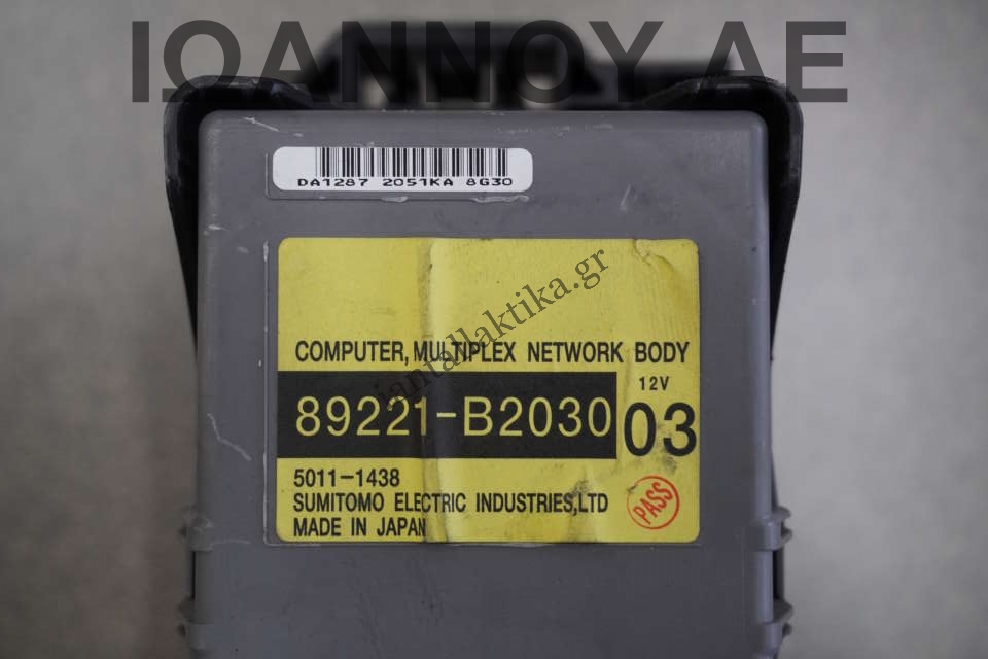 ΙΩΑΝΝΟΥ ΑΕ
DA1287 2051KA 8G30
iantallaktika.gr
COMPUTER, MULTIPLEX NETWORK BODY
12V
89221-B2030 03
5011-1438
SUMITOMO ELECTRIC INDUSTRIES,LTD
PASS
MADE IN JAPAN